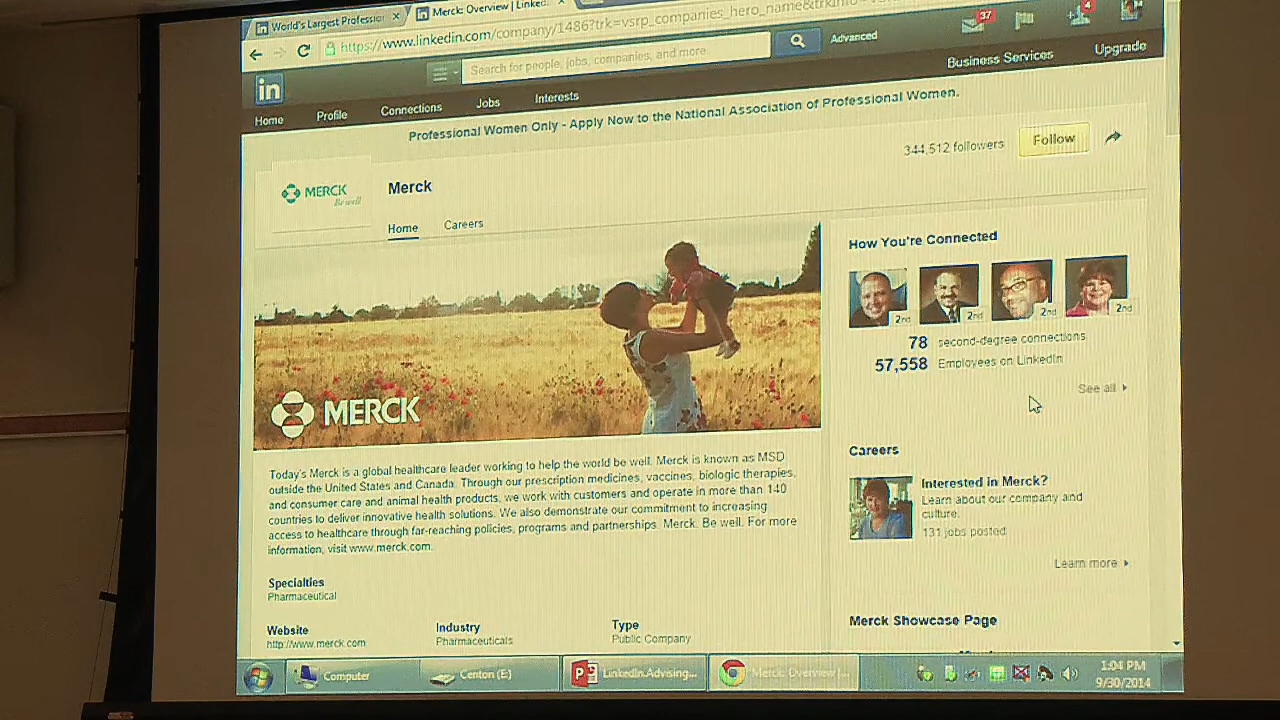 World's Largest Professio
Merck: Overview | Linked
https://www.linkedin.com/company/1486?trk=vsrp_companies_hero_name&trkInfo
37
4
in
Search for people, jobs, companies, and more...
Advanced
Home Profile Connections Jobs Interests
Business Services Upgrade
Professional Women Only - Apply Now to the National Association of Professional Women.
MERCK
Be well
Merck
344,512 followers
Follow
Home Careers
MERCK
How You're Connected
2nd 2nd 2nd 2nd
78 second-degree connections
57,558 Employees on LinkedIn
See all
Today's Merck is a global healthcare leader working to help the world be well. Merck is known as MSD
outside the United States and Canada. Through our prescription medicines, vaccines, biologic therapies,
and consumer care and animal health products, we work with customers and operate in more than 140
countries to deliver innovative health solutions. We also demonstrate our commitment to increasing
access to healthcare through far-reaching policies, programs and partnerships. Merck. Be well. For more
information, visit www.merck.com.
Careers
Interested in Merck?
Learn about our company and
culture.
131 jobs posted
Learn more
Specialties
Pharmaceutical
Website
http://www.merck.com
Industry
Pharmaceuticals
Type
Public Company
Merck Showcase Page
Computer
Centon (E:)
LinkedIn.Advising...
Merck: Overview |...
1:04 PM
9/30/2014